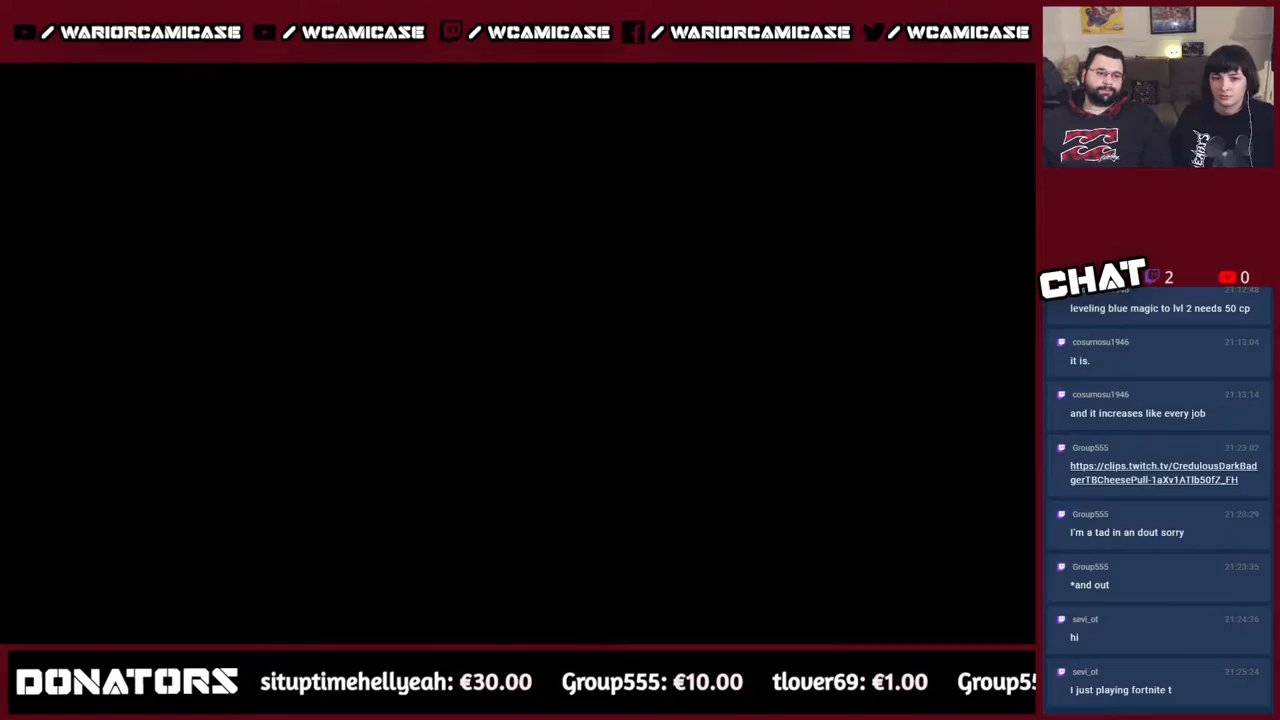 / WARIORCAMICASE / WCAMICASE / WCAMICASE / WARIORCAMICASE / WCAMICASE
CHAT 2 0
21:12:48
leveling blue magic to lvl 2 needs 50 cp
cosumosu1946 21:13:04
it is.
cosumosu1946 21:13:14
and it increases like every job
Group555 21:23:02
https://clips.twitch.tv/CredulousDarkBad
gerTBCheesePull-1aXv1ATlb50fZ_FH
Group555 21:23:29
I'm a tad in an dout sorry
Group555 21:23:35
*and out
sevi_ot 21:24:36
hi
sevi_ot 21:25:24
I just playing fortnite t
DONATORS situptimehellyeah: €30.00 Group555: €10.00 tlover69: €1.00 Group55